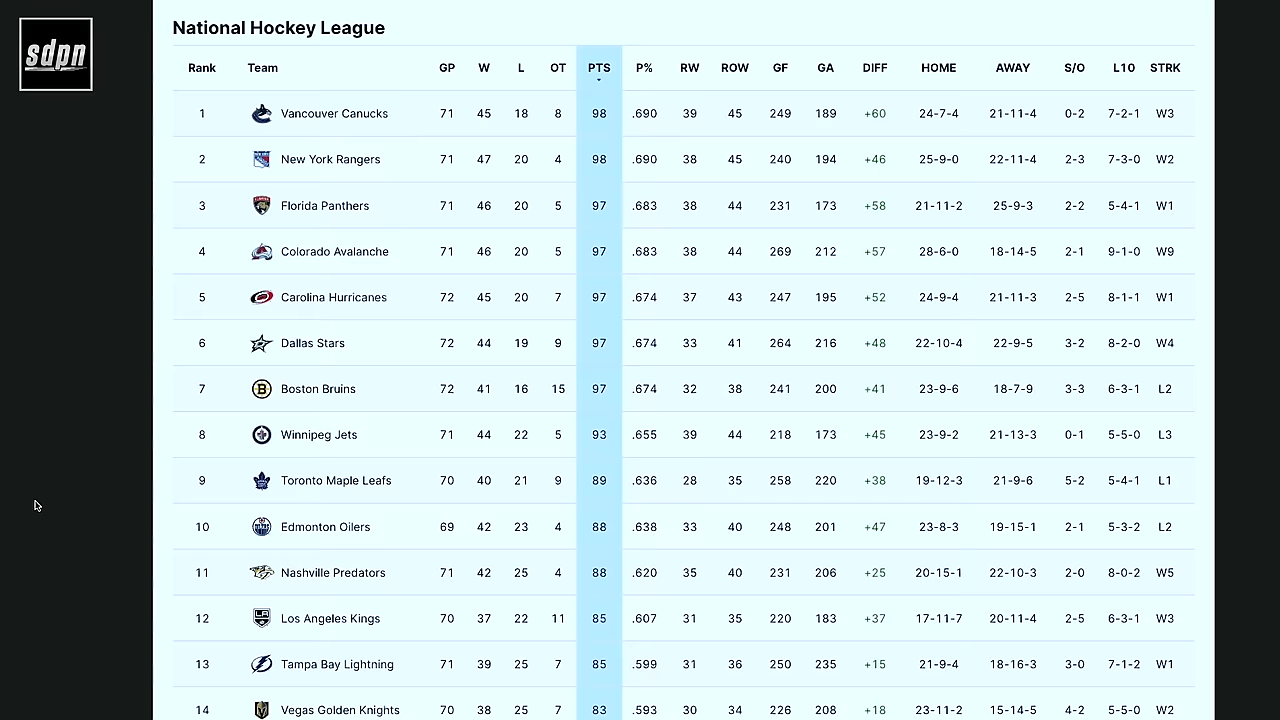 sdpn
National Hockey League
Rank Team GP W L OT PTS P% RW ROW GF GA DIFF HOME AWAY S/O L10 STRK
1 Vancouver Canucks 71 45 18 8 98 .690 39 45 249 189 +60 24-7-4 21-11-4 0-2 7-2-1 W3
2 New York Rangers 71 47 20 4 98 .690 38 45 240 194 +46 25-9-0 22-11-4 2-3 7-3-0 W2
3 Florida Panthers 71 46 20 5 97 .683 38 44 231 173 +58 21-11-2 25-9-3 2-2 5-4-1 W1
4 Colorado Avalanche 71 46 20 5 97 .683 38 44 269 212 +57 28-6-0 18-14-5 2-1 9-1-0 W9
5 Carolina Hurricanes 72 45 20 7 97 .674 37 43 247 195 +52 24-9-4 21-11-3 2-5 8-1-1 W1
6 Dallas Stars 72 44 19 9 97 .674 33 41 264 216 +48 22-10-4 22-9-5 3-2 8-2-0 W4
7 Boston Bruins 72 41 16 15 97 .674 32 38 241 200 +41 23-9-6 18-7-9 3-3 6-3-1 L2
8 Winnipeg Jets 71 44 22 5 93 .655 39 44 218 173 +45 23-9-2 21-13-3 0-1 5-5-0 L3
9 Toronto Maple Leafs 70 40 21 9 89 .636 28 35 258 220 +38 19-12-3 21-9-6 5-2 5-4-1 L1
10 Edmonton Oilers 69 42 23 4 88 .638 33 40 248 201 +47 23-8-3 19-15-1 2-1 5-3-2 L2
11 Nashville Predators 71 42 25 4 88 .620 35 40 231 206 +25 20-15-1 22-10-3 2-0 8-0-2 W5
12 Los Angeles Kings 70 37 22 11 85 .607 31 35 220 183 +37 17-11-7 20-11-4 2-5 6-3-1 W3
13 Tampa Bay Lightning 71 39 25 7 85 .599 31 36 250 235 +15 21-9-4 18-16-3 3-0 7-1-2 W1
14 Vegas Golden Knights 70 38 25 7 83 .593 30 34 226 208 +18 23-11-2 15-14-5 4-2 5-5-0 W2